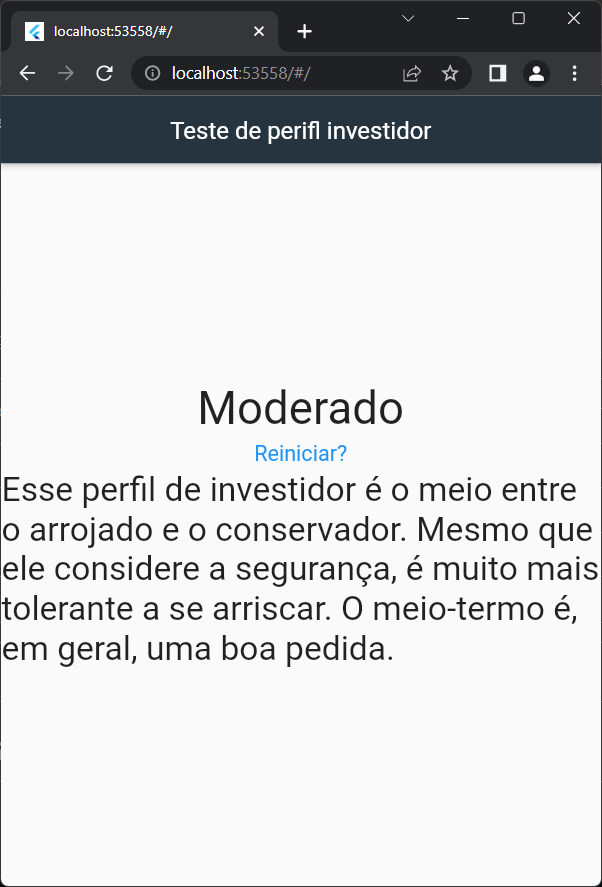 localhost:53558/#/
localhost:53558/#/
Teste de perifl investidor
Moderado
Reiniciar?
Esse perfil de investidor é o meio entre
o arrojado e o conservador. Mesmo que
ele considere a segurança, é muito mais
tolerante a se arriscar. O meio-termo é,
em geral, uma boa pedida.